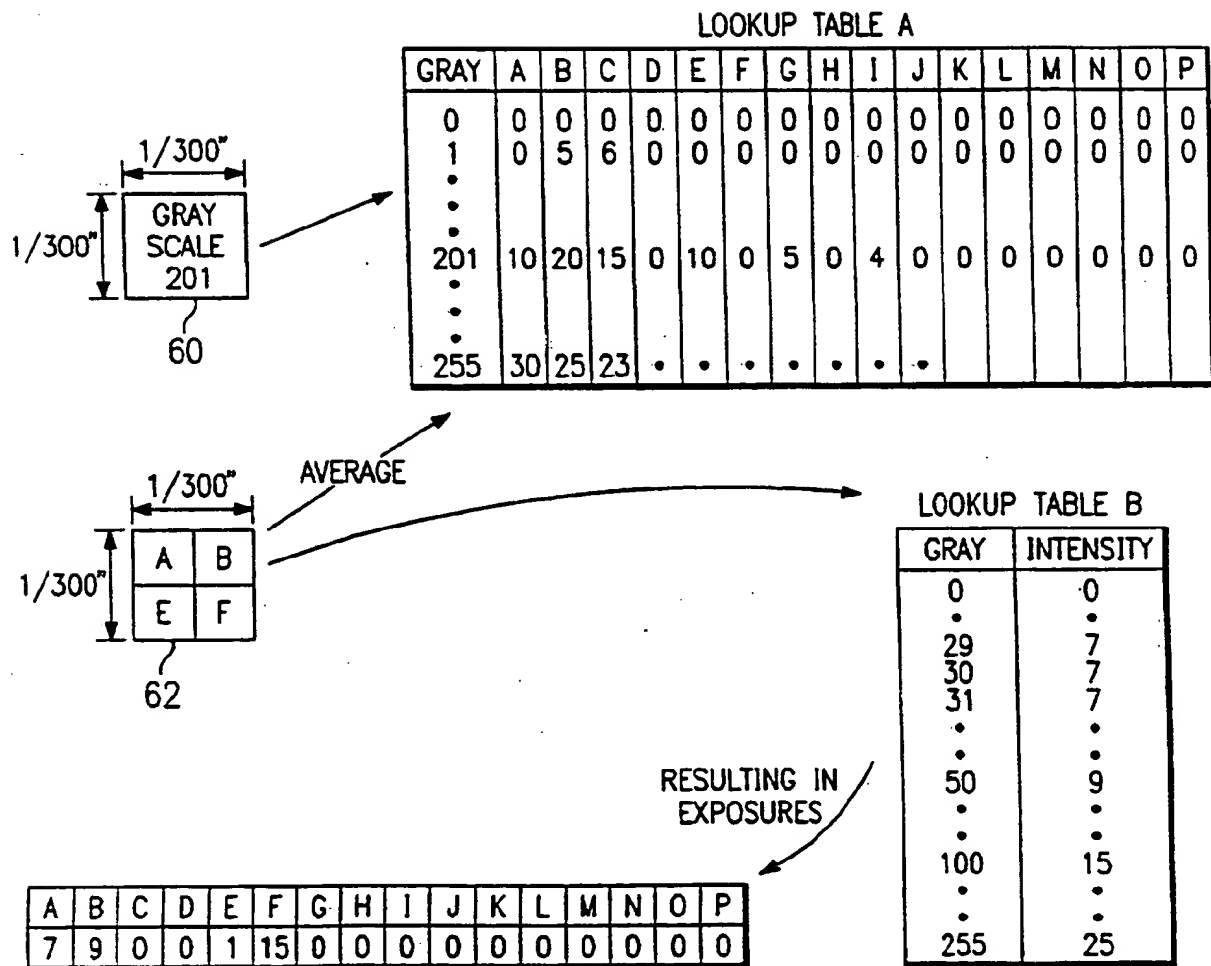 LOOKUP TABLE A
GRAY A B C D E F G H I J K L M N O P
0 0 0 0 0 0 0 0 0 0 0 0 0 0 0 0 0
1 0 5 6 0 0 0 0 0 0 0 0 0 0 0 0 0
201 10 20 15 0 10 0 5 0 4 0 0 0 0 0 0 0
255 30 25 23
1/300"
1/300"
GRAY
SCALE
201
60
AVERAGE
1/300"
1/300"
A B
E F
62
LOOKUP TABLE B
GRAY INTENSITY
0 0
29 7
30 7
31 7
50 9
100 15
255 25
RESULTING IN
EXPOSURES
A B C D E F G H I J K L M N O P
7 9 0 0 1 15 0 0 0 0 0 0 0 0 0 0